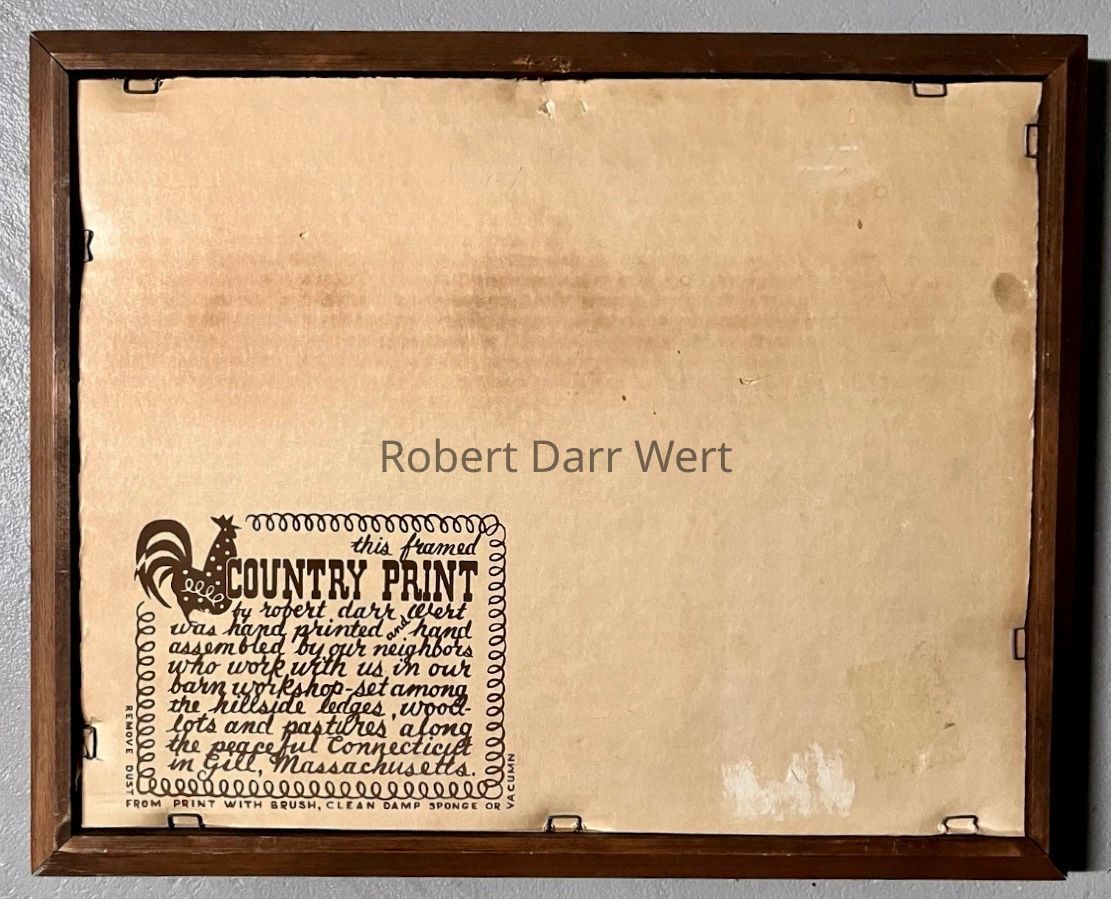 Robert Darr Wert
this framed
COUNTRY PRINT
by robert darr Wert
was hand printed and hand
assembled by our neighbors
who work with us in our
barn workshop-set among
the hillside ledges, wood-
lots and pastures along
the peaceful Connecticut
in Gill, Massachusetts.
REMOVE DUST
FROM PRINT WITH BRUSH, CLEAN DAMP SPONGE OR
VACUMN